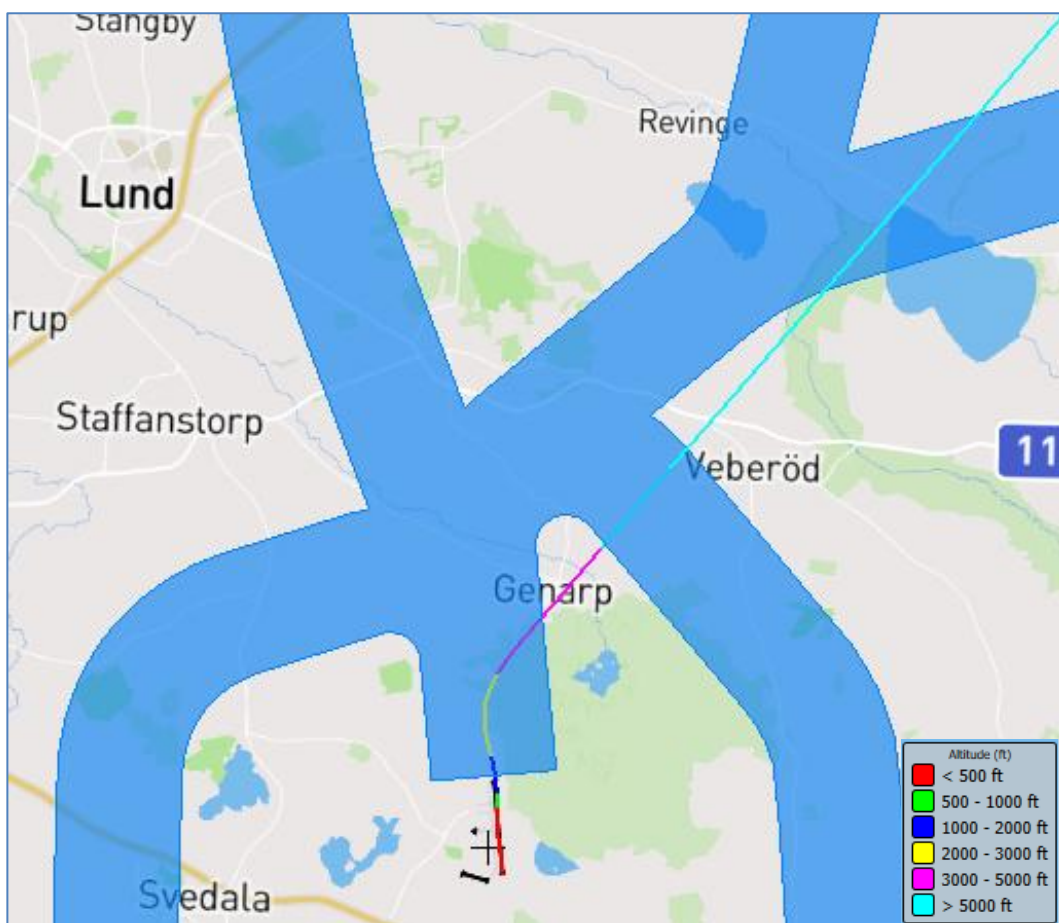 Stångby
Revinge
Lund
rup
Staffanstorp
11
Veberöd
Genarp
Svedala
Altitude (ft)
< 500 ft
500 - 1000 ft
1000 - 2000 ft
2000 - 3000 ft
3000 - 5000 ft
> 5000 ft